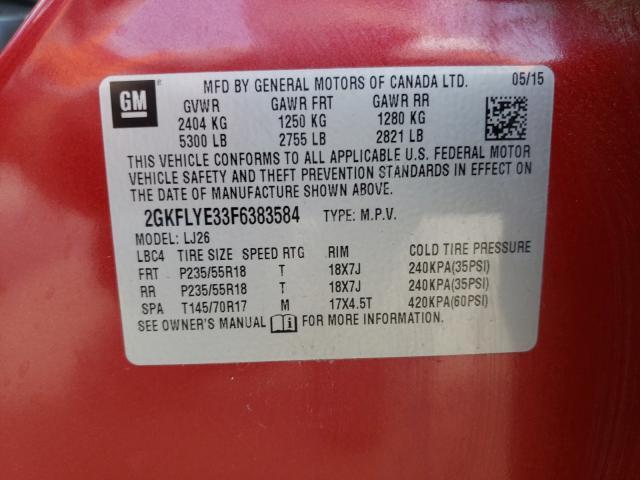 GM ®
MFD BY GENERAL MOTORS OF CANADA LTD. 05/15
GVWR GAWR FRT GAWR RR
2404 KG 1250 KG 1280 KG
5300 LB 2755 LB 2821 LB
THIS VEHICLE CONFORMS TO ALL APPLICABLE U.S. FEDERAL MOTOR
VEHICLE SAFETY AND THEFT PREVENTION STANDARDS IN EFFECT ON
THE DATE OF MANUFACTURE SHOWN ABOVE.
2GKFLYE33F6383584 TYPE: M.P.V.
MODEL: LJ26
LBC4 TIRE SIZE SPEED RTG RIM COLD TIRE PRESSURE
FRT P235/55R18 T 18X7J 240KPA(35PSI)
RR P235/55R18 T 18X7J 240KPA(35PSI)
SPA T145/70R17 M 17X4.5T 420KPA(60PSI)
SEE OWNER'S MANUAL FOR MORE INFORMATION.